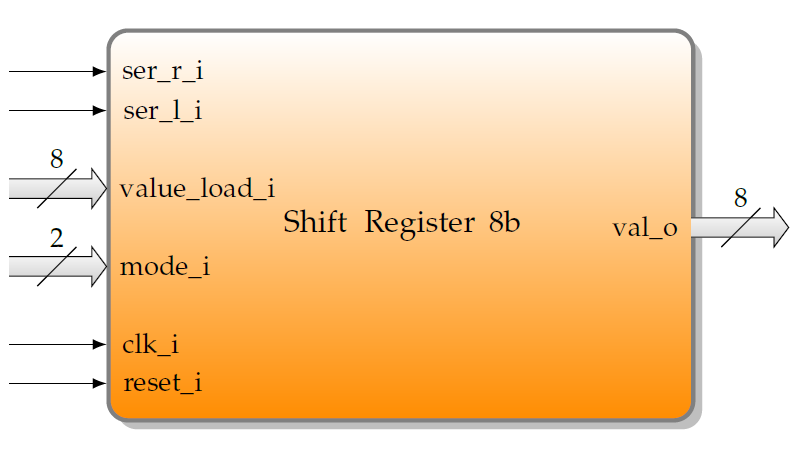 ser_r_i
ser_l_i
8
value_load_i
8
Shift Register 8b
val_o
2
mode_i
clk_i
reset_i